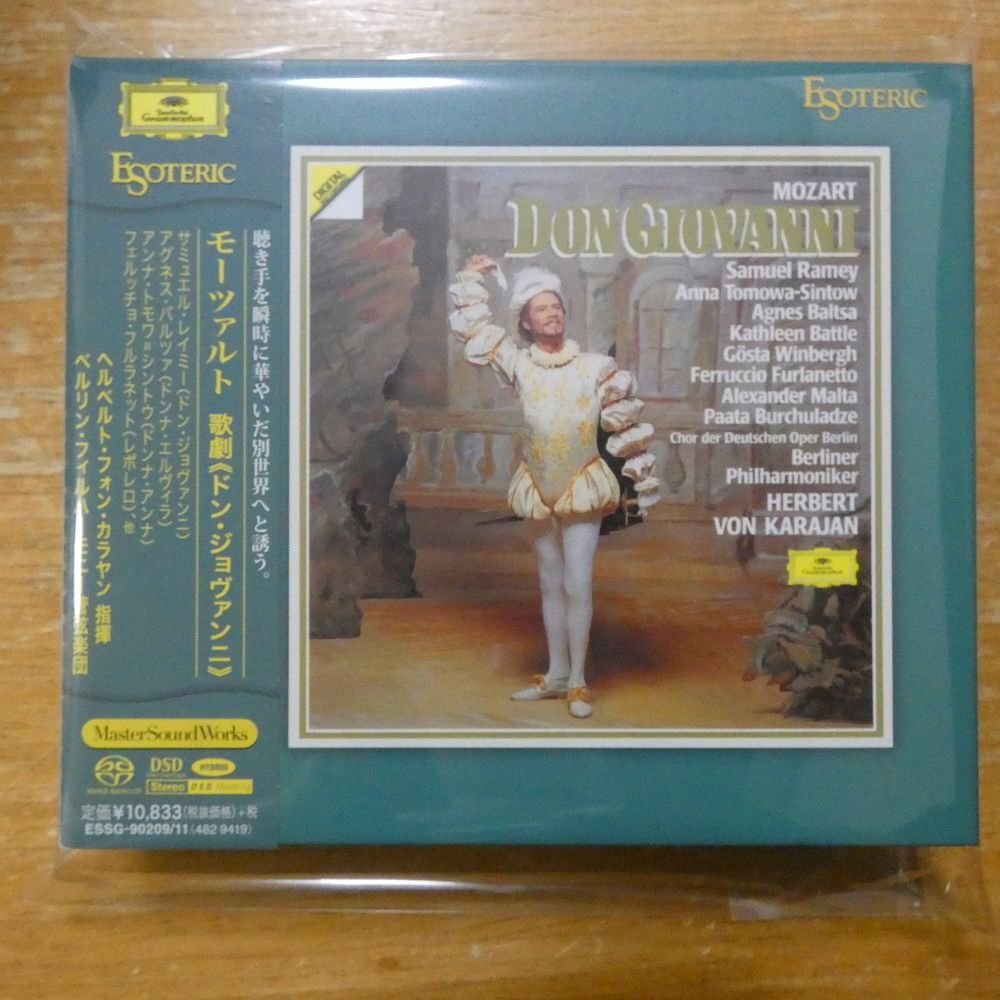 Deutsche
Grammophon
ESOTERIC
聴き手を瞬時に華やいだ別世界へと誘う。
モーツァルト 歌劇《ドン・ジョヴァンニ》
サミュエル・レイミー(ドン・ジョヴァンニ)
アグネス・バルツァ(ドンナ・エルヴィラ)
アンナ・トモワ=シントウ(ドンナ・アンナ)
フェルッチョ・フルラネット(レポレロ)、他
ヘルベルト・フォン・カラヤン 指揮
ベルリン・フィルハーモニー管弦楽団
MasterSoundWorks
SUPER AUDIO CD
DSD
HYBRID
Stereo DSD Mastering
定価¥10,833(税抜価格)+税
ESSG-90209/11(482 9419)
ESOTERIC
DIGITAL
MOZART
DON GIOVANNI
Samuel Ramey
Anna Tomowa-Sintow
Agnes Baltsa
Kathleen Battle
Gösta Winbergh
Ferruccio Furlanetto
Alexander Malta
Paata Burchuladze
Chor der Deutschen Oper Berlin
Berliner
Philharmoniker
HERBERT
VON KARAJAN
Deutsche
Grammophon